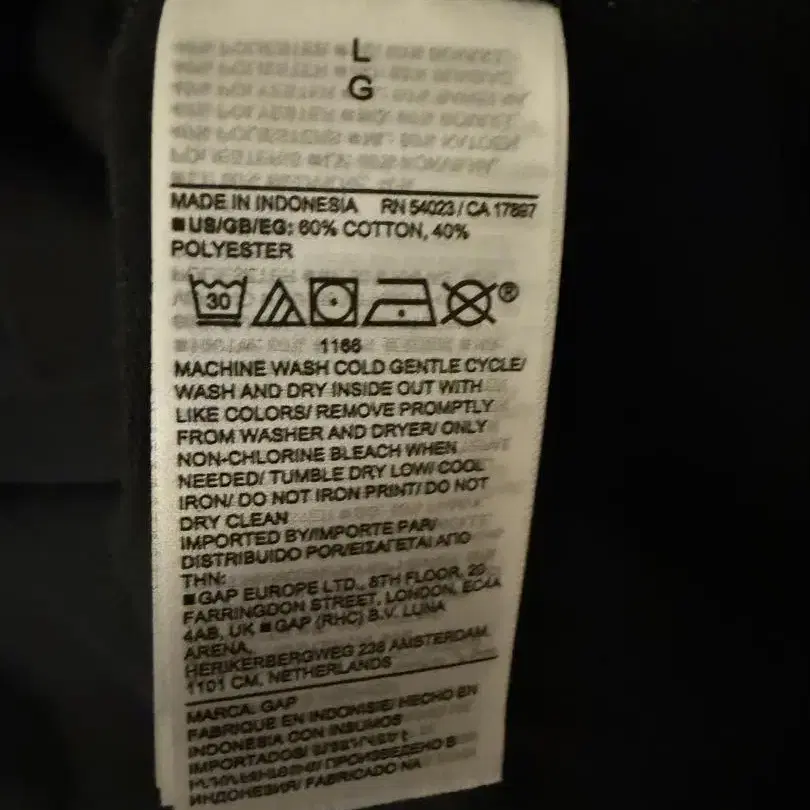 L
G
MADE IN INDONESIA RN 54023 / CA 17897
■ US/GB/EG: 60% COTTON, 40%
POLYESTER
30
®
1166
MACHINE WASH COLD GENTLE CYCLE/
WASH AND DRY INSIDE OUT WITH
LIKE COLORS/ REMOVE PROMPTLY
FROM WASHER AND DRYER/ ONLY
NON-CHLORINE BLEACH WHEN
NEEDED/ TUMBLE DRY LOW/ COOL
IRON/ DO NOT IRON PRINT/ DO NOT
DRY CLEAN
IMPORTED BY/IMPORTE PAR/
DISTRIBUIDO POR/ΕΙΣΑΓΕΤΑΙ ΑΠΟ
ΤΗΝ:
■ GAP EUROPE LTD., 8TH FLOOR, 20
FARRINGDON STREET, LONDON, EC4A
4AB, UK ■ GAP (RHC) B.V. LUNA
ARENA,
HERIKERBERGWEG 238 AMSTERDAM,
1101 CM, NETHERLANDS
MARCA: GAP
FABRIQUE EN INDONISIE/ HECHO EN
INDONESIA CON INSUMOS
IMPORTADOS/
ПРОИЗВЕДЕНО В
ИНДОНЕЗИЯ/ FABRICADO NA